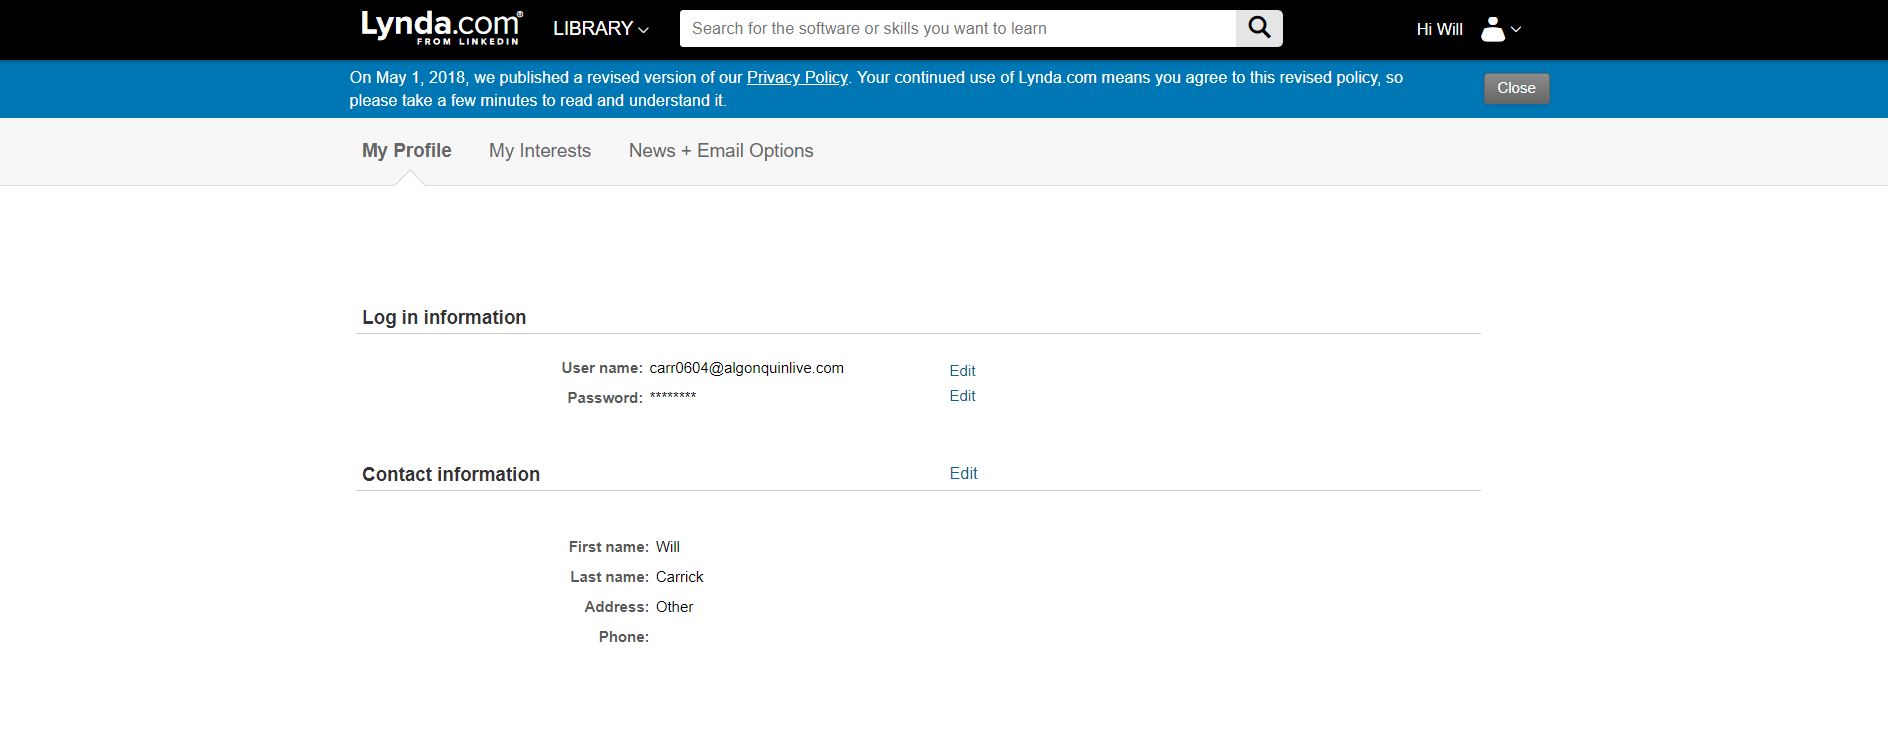 Lynda.com®
FROM LINKEDIN
LIBRARY
Search for the software or skills you want to learn
Hi Will
On May 1, 2018, we published a revised version of our Privacy Policy. Your continued use of Lynda.com means you agree to this revised policy, so
please take a few minutes to read and understand it.
Close
My Profile My Interests News + Email Options
Log in information
User name: carr0604@algonquinlive.com Edit
Password: ******** Edit
Contact information Edit
First name: Will
Last name: Carrick
Address: Other
Phone: